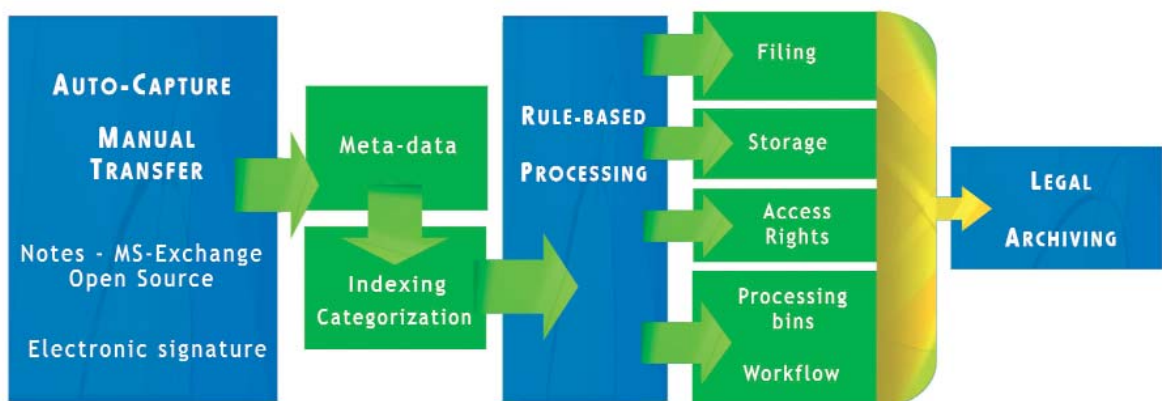 AUTO-CAPTURE
MANUAL
TRANSFER
Notes - MS-Exchange
Open Source
Electronic signature
Meta-data
Indexing
Categorization
RULE-BASED
PROCESSING
Filing
Storage
Access
Rights
Processing
bins
Workflow
LEGAL
ARCHIVING